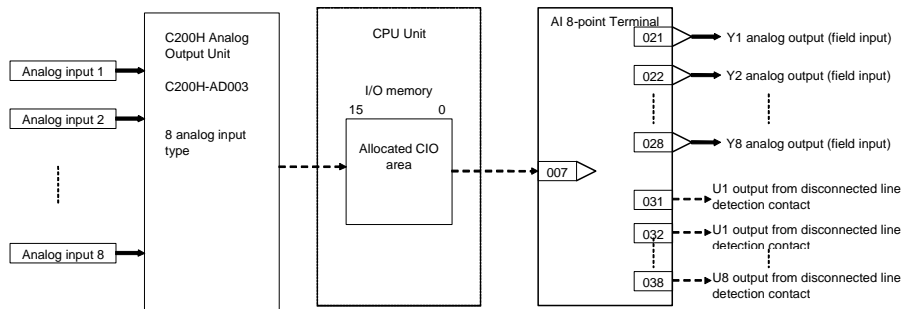 C200H Analog
Output Unit
C200H-AD003
8 analog input
type
Analog input 1
Analog input 2
Analog input 8
CPU Unit
I/O memory
15 0
Allocated CIO
area
AI 8-point Terminal
007
021
Y1 analog output (field input)
022
Y2 analog output (field input)
028
Y8 analog output (field input)
031
U1 output from disconnected line
detection contact
032
U1 output from disconnected line
detection contact
038
U8 output from disconnected line
detection contact